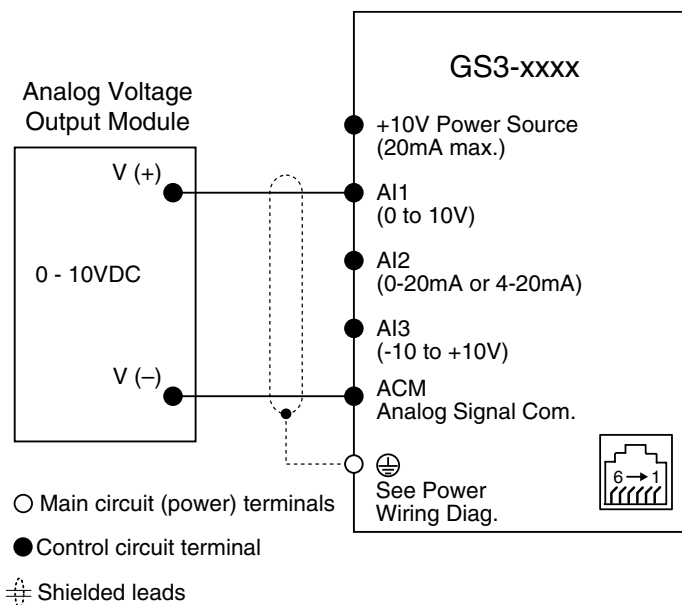 GS3-xxxx
Analog Voltage
Output Module
+10V Power Source
(20mA max.)
V (+)
AI1
(0 to 10V)
0 - 10VDC
AI2
(0-20mA or 4-20mA)
AI3
(-10 to +10V)
V (–)
ACM
Analog Signal Com.
See Power
Wiring Diag.
6→1
Main circuit (power) terminals
Control circuit terminal
Shielded leads